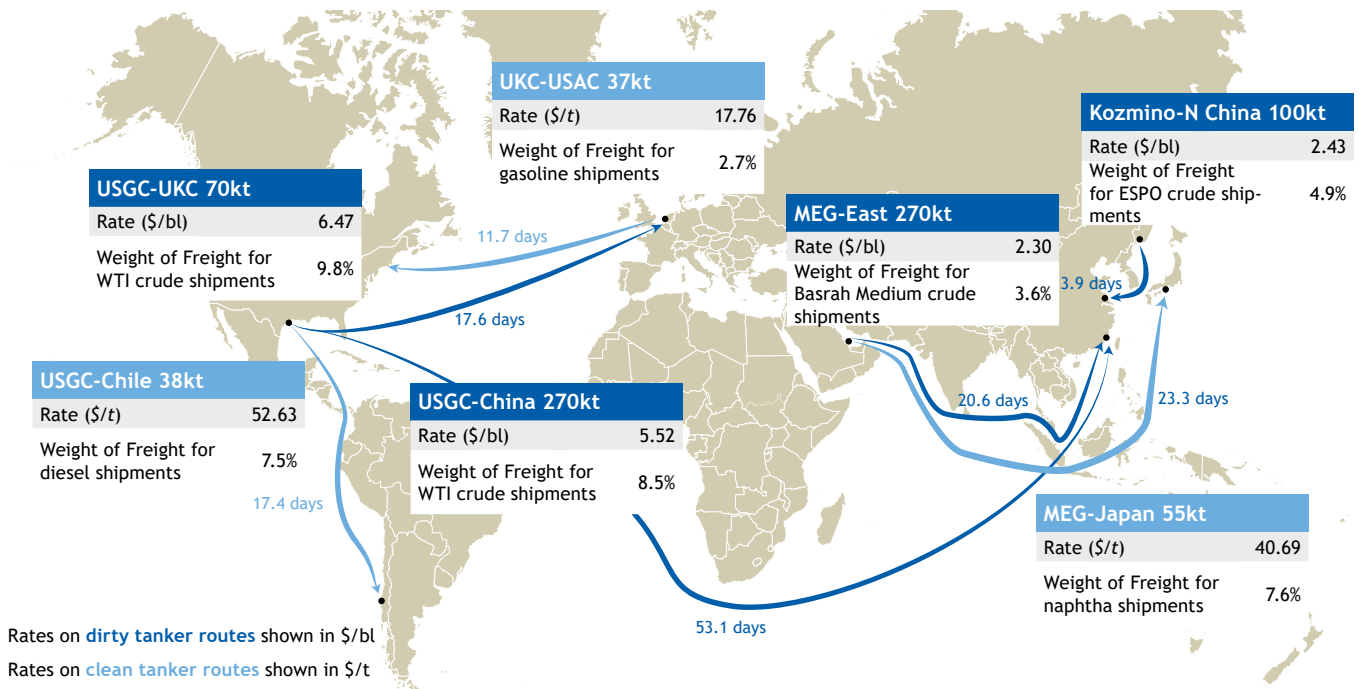 UKC-USAC 37kt
Rate ($/t) 17.76
Weight of Freight for
gasoline shipments 2.7%
Kozmino-N China 100kt
Rate ($/bl) 2.43
Weight of Freight
for ESPO crude ship-
ments 4.9%
USGC-UKC 70kt
Rate ($/bl) 6.47
Weight of Freight for
WTI crude shipments 9.8%
MEG-East 270kt
Rate ($/bl) 2.30
Weight of Freight for
Basrah Medium crude
shipments 3.6%
11.7 days
17.6 days
3.9 days
USGC-Chile 38kt
Rate ($/t) 52.63
Weight of Freight for
diesel shipments 7.5%
17.4 days
USGC-China 270kt
Rate ($/bl) 5.52
Weight of Freight for
WTI crude shipments 8.5%
20.6 days
23.3 days
MEG-Japan 55kt
Rate ($/t) 40.69
Weight of Freight for
naphtha shipments 7.6%
53.1 days
Rates on dirty tanker routes shown in $/bl
Rates on clean tanker routes shown in $/t